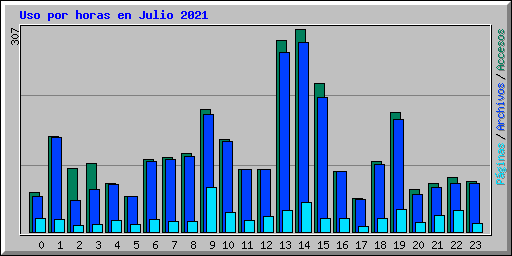 Uso por horas en Julio 2021
307
Páginas / Archivos / Accesos
0 1 2 3 4 5 6 7 8 9 10 11 12 13 14 15 16 17 18 19 20 21 22 23